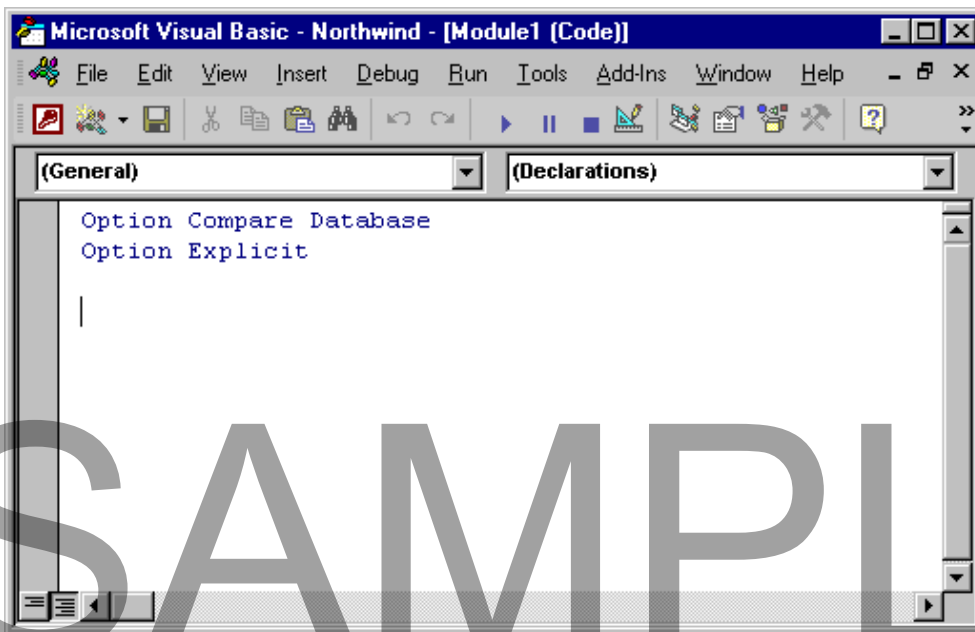 Microsoft Visual Basic - Northwind - [Module1 (Code)]
File Edit View Insert Debug Run Tools Add-Ins Window Help
(General) (Declarations)
Option Compare Database
Option Explicit
SAMPL